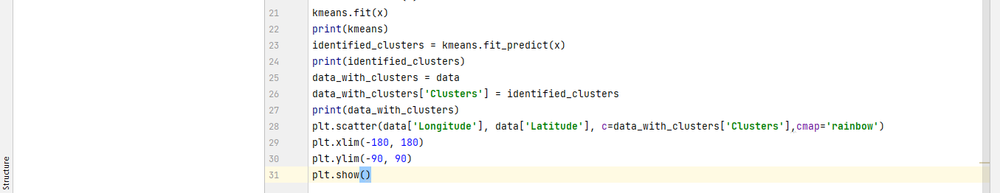 21 kmeans.fit(x)
22 print(kmeans)
23 identified_clusters = kmeans.fit_predict(x)
24 print(identified_clusters)
25 data_with_clusters = data
26 data_with_clusters['Clusters'] = identified_clusters
27 print(data_with_clusters)
28 plt.scatter(data['Longitude'], data['Latitude'], c=data_with_clusters['Clusters'],cmap='rainbow')
29 plt.xlim(-180, 180)
30 plt.ylim(-90, 90)
31 plt.show()
Structure